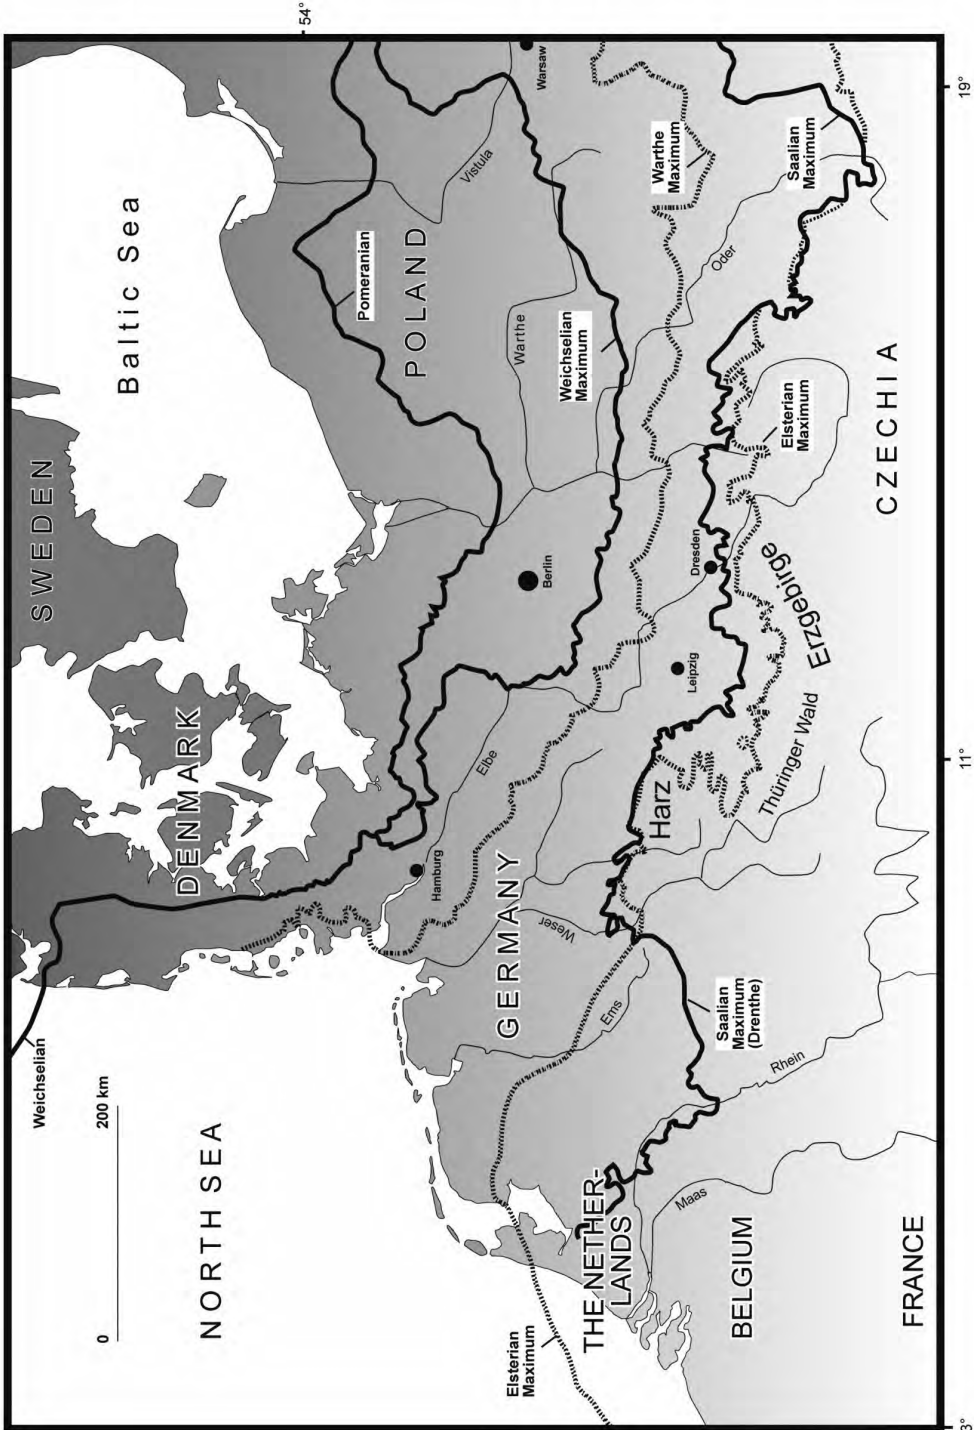 54°
19°
11°
3°
SWEDEN
Baltic Sea
DENMARK
NORTH SEA
Weichselian
0
200 km
Pomeranian
POLAND
Vistula
Warsaw
Warthe
Weichselian
Maximum
Warthe
Maximum
Oder
Saalian
Maximum
Elsterian
Maximum
CZECHIA
Berlin
Dresden
Leipzig
Erzgebirge
Thüringer Wald
Harz
Elbe
Hamburg
GERMANY
Weser
Ems
Saalian
Maximum
(Drenthe)
Rhein
Maas
THE NETHER-
LANDS
Elsterian
Maximum
BELGIUM
FRANCE